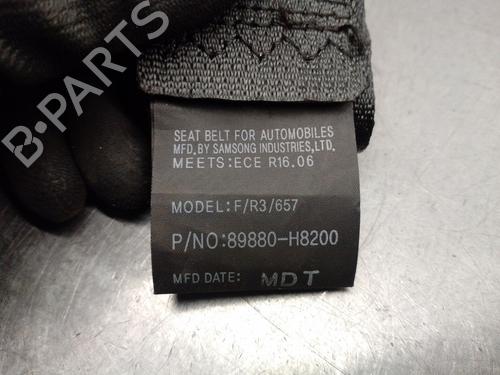 B-PARTS
SEAT BELT FOR AUTOMOBILES
MFD.BY SAMSONG INDUSTRIES,LTD.
MEETS:ECE R16.06
MODEL:F/R3/657
P/NO:89880-H8200
MFD DATE: MDT